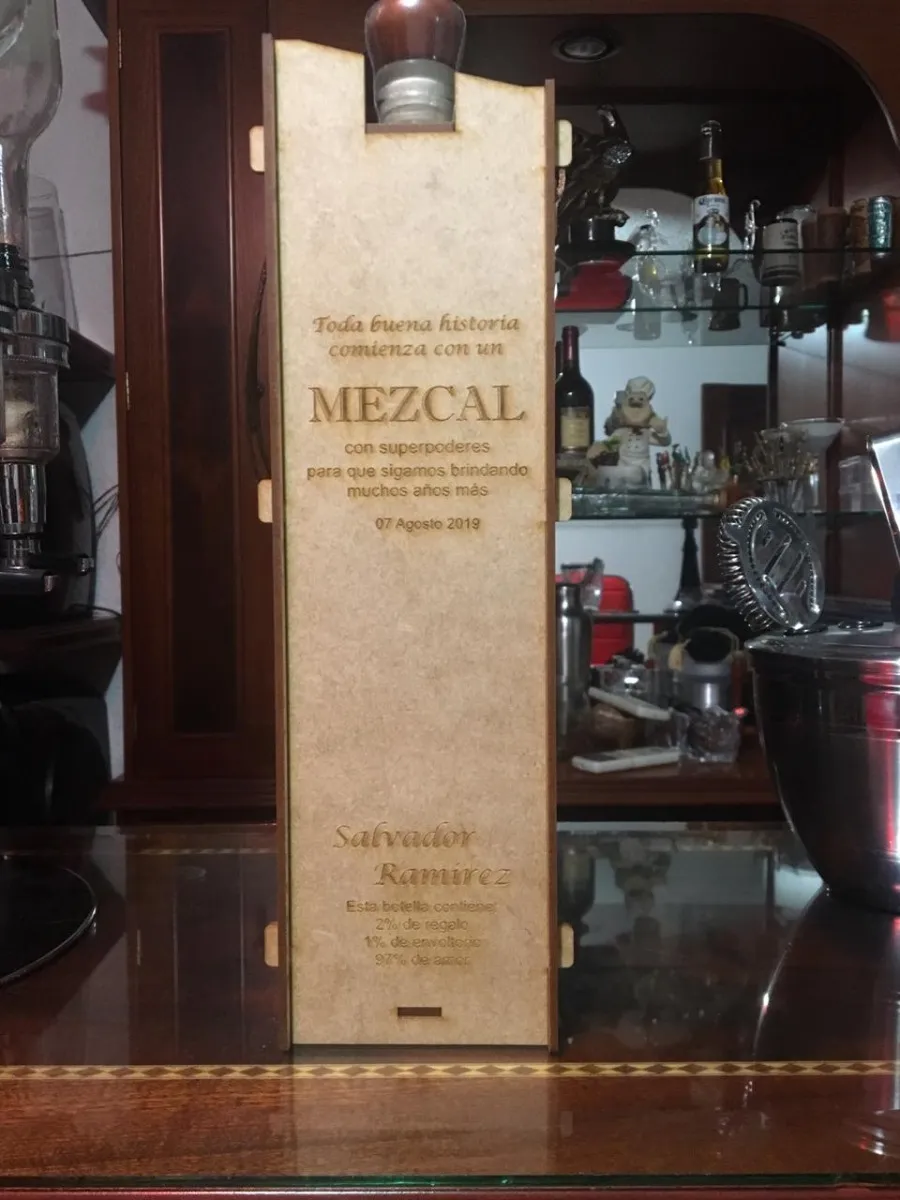 Toda buena historia
comienza con un
MEZCAL
con superpoderes
para que sigamos brindando
muchos años más
07 Agosto 2019
Salvador
Ramirez
Esta botella contiene:
2% de regalo
1% de envoltorio
97% de amor
Corona